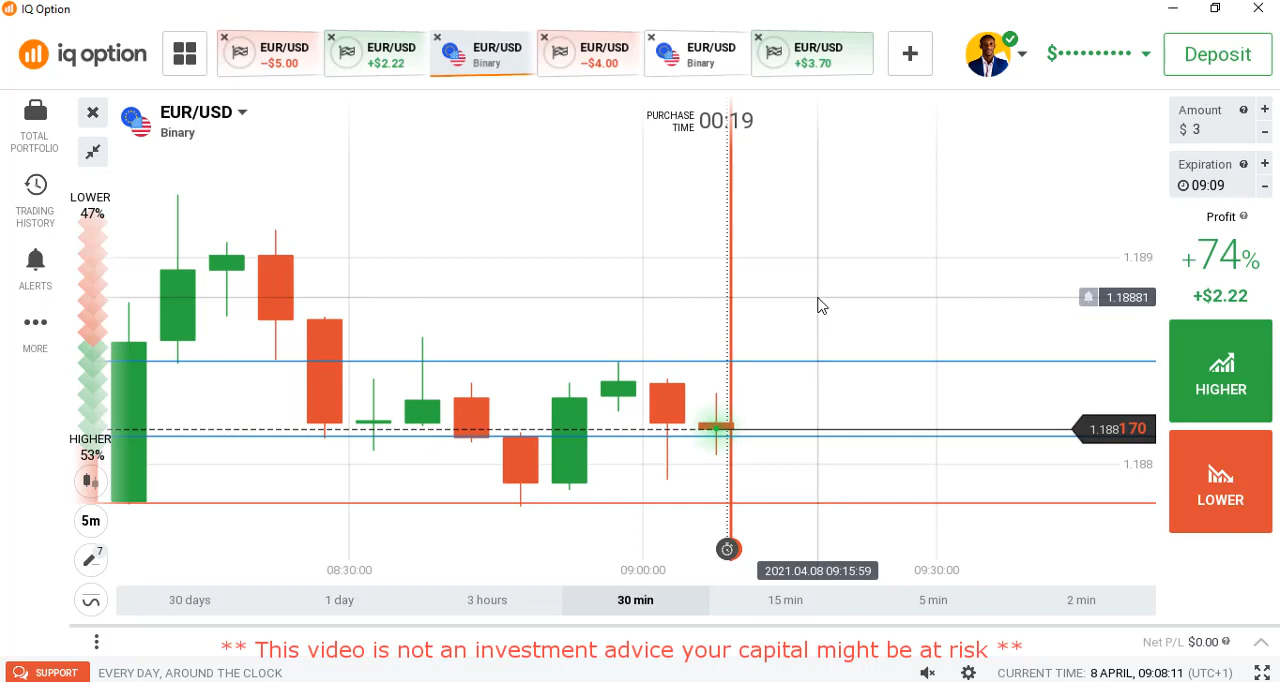 IQ Option
iq option
EUR/USD
−$5.00
EUR/USD
+$2.22
EUR/USD
Binary
EUR/USD
−$4.00
EUR/USD
Binary
EUR/USD
+$3.70
$••••••••••
Deposit
TOTAL
PORTFOLIO
TRADING
HISTORY
ALERTS
MORE
EUR/USD
Binary
PURCHASE
TIME
00:19
LOWER
47%
HIGHER
53%
5m
7
1.189
1.18881
1.188170
1.188
08:30:00
09:00:00
2021.04.08 09:15:59
09:30:00
30 days
1 day
3 hours
30 min
15 min
5 min
2 min
Amount
$ 3
+
-
Expiration
09:09
+
-
Profit
+74%
+$2.22
HIGHER
LOWER
** This video is not an investment advice your capital might be at risk **
Net P/L $0.00
SUPPORT
EVERY DAY, AROUND THE CLOCK
CURRENT TIME: 8 APRIL, 09:08:11 (UTC+1)